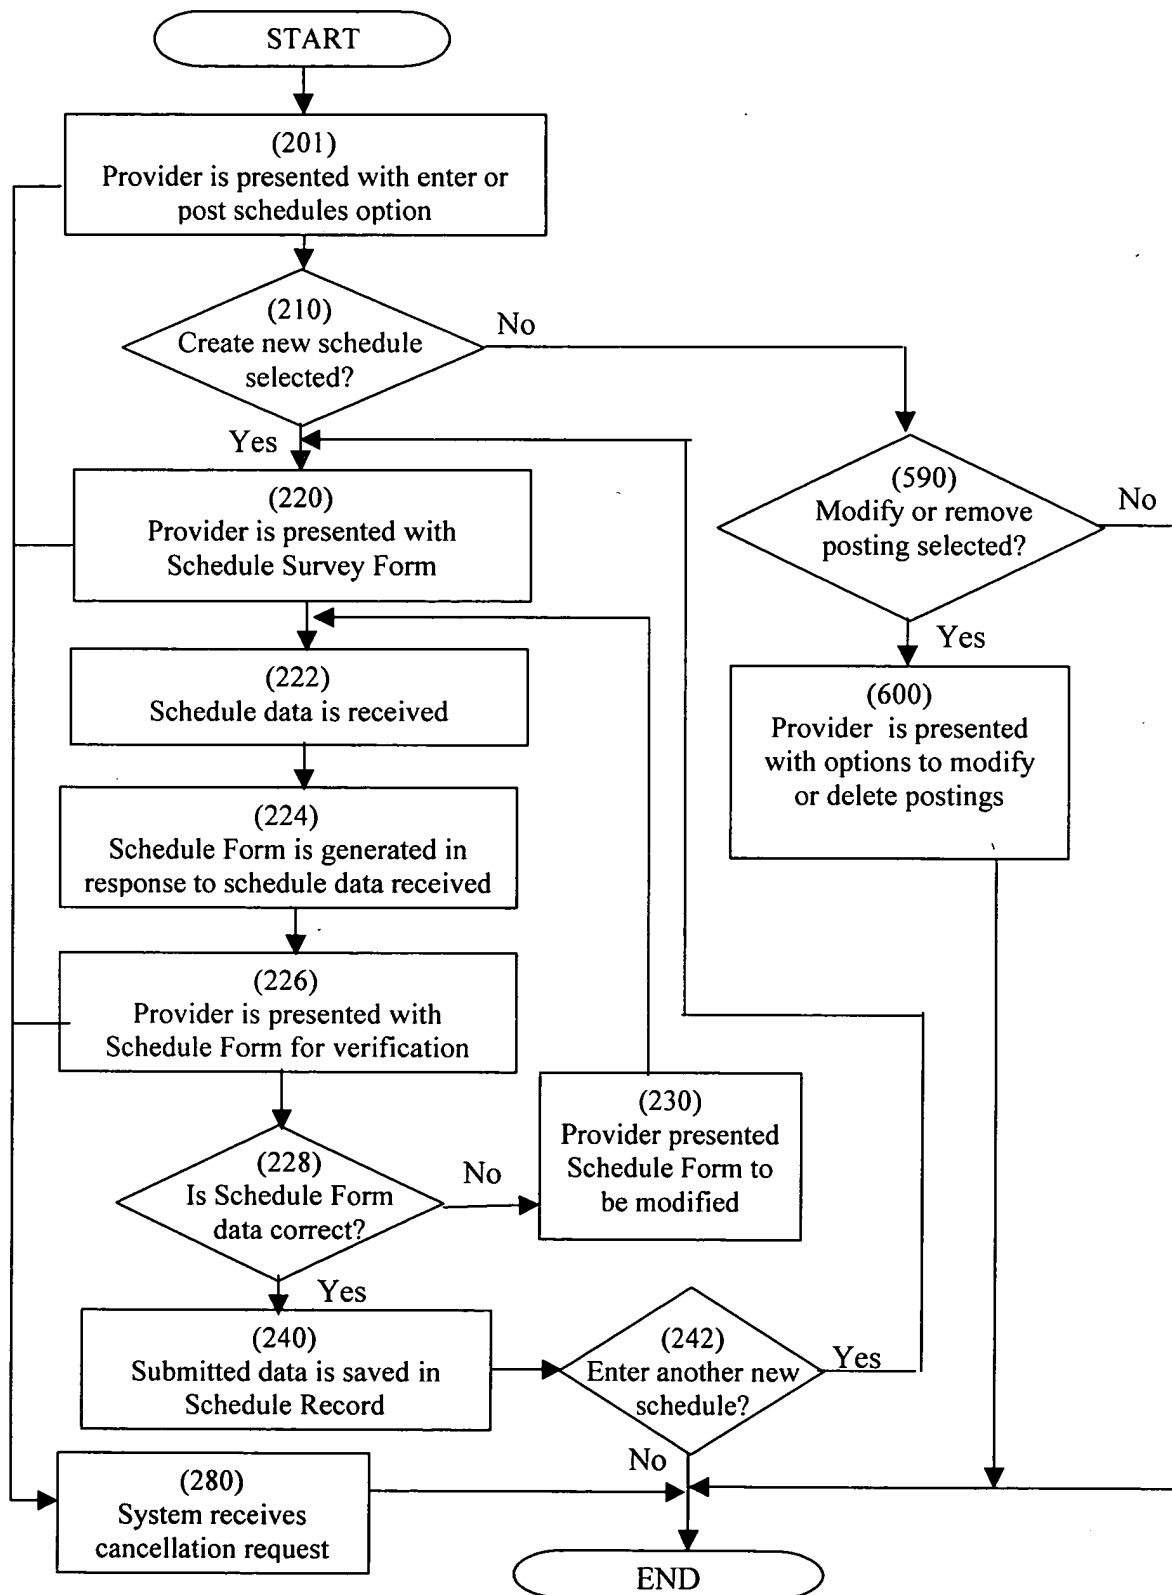 START
(201)
Provider is presented with enter or
post schedules option
(210)
Create new schedule
selected?
No
Yes
(590)
Modify or remove
posting selected?
No
Yes
(220)
Provider is presented with
Schedule Survey Form
(222)
Schedule data is received
(600)
Provider is presented
with options to modify
or delete postings
(224)
Schedule Form is generated in
response to schedule data received
(226)
Provider is presented with
Schedule Form for verification
(228)
Is Schedule Form
data correct?
No
Yes
(230)
Provider presented
Schedule Form to
be modified
(240)
Submitted data is saved in
Schedule Record
(242)
Enter another new
schedule?
Yes
No
(280)
System receives
cancellation request
END